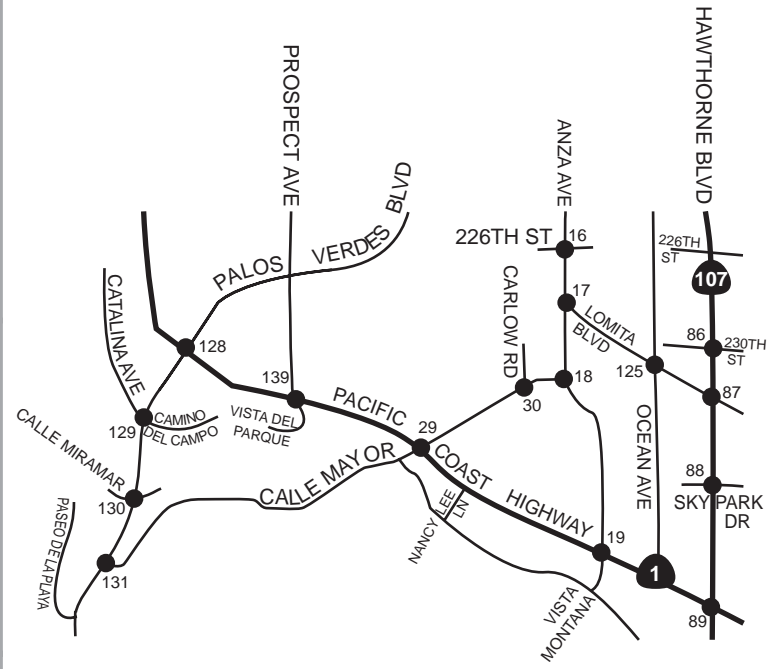 HAWTHORNE BLVD
PROSPECT AVE
ANZA AVE
PALOS VERDES BLVD
226TH ST
16
226TH
ST
107
CARLOW RD
CATALINA AVE
17
LOMITA
BLVD
128
86
230TH
ST
125
139
18
87
30
PACIFIC COAST HIGHWAY
CAMINO
DEL CAMPO
VISTA DEL
PARQUE
129
29
OCEAN AVE
CALLE MIRAMAR
CALLE MAYOR
88
SKY PARK
DR
130
NANCY LEE
LN
PASEO DE LA PLAYA
19
131
1
VISTA
MONTANA
89